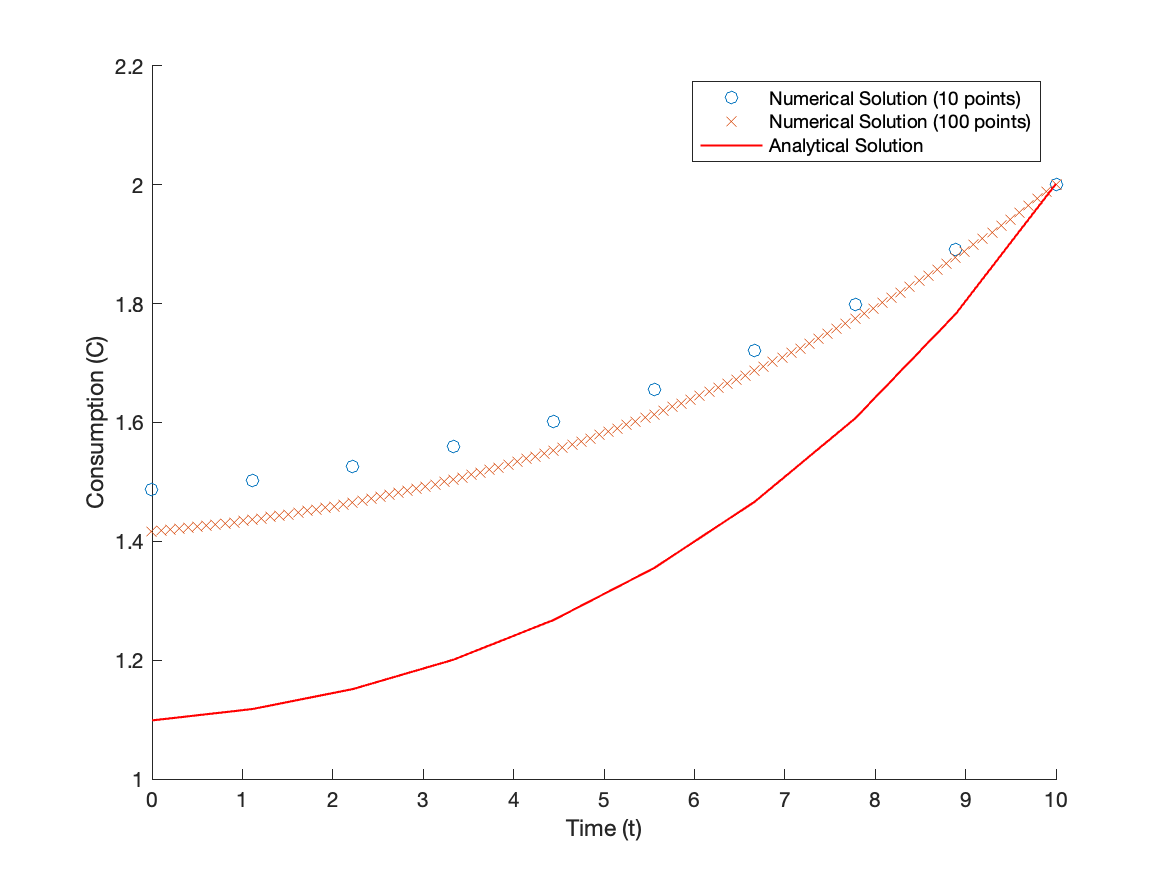 2.2
2
1.8
1.6
1.4
1.2
1
Consumption (C)
Numerical Solution (10 points)
Numerical Solution (100 points)
Analytical Solution
0 1 2 3 4 5 6 7 8 9 10
Time (t)